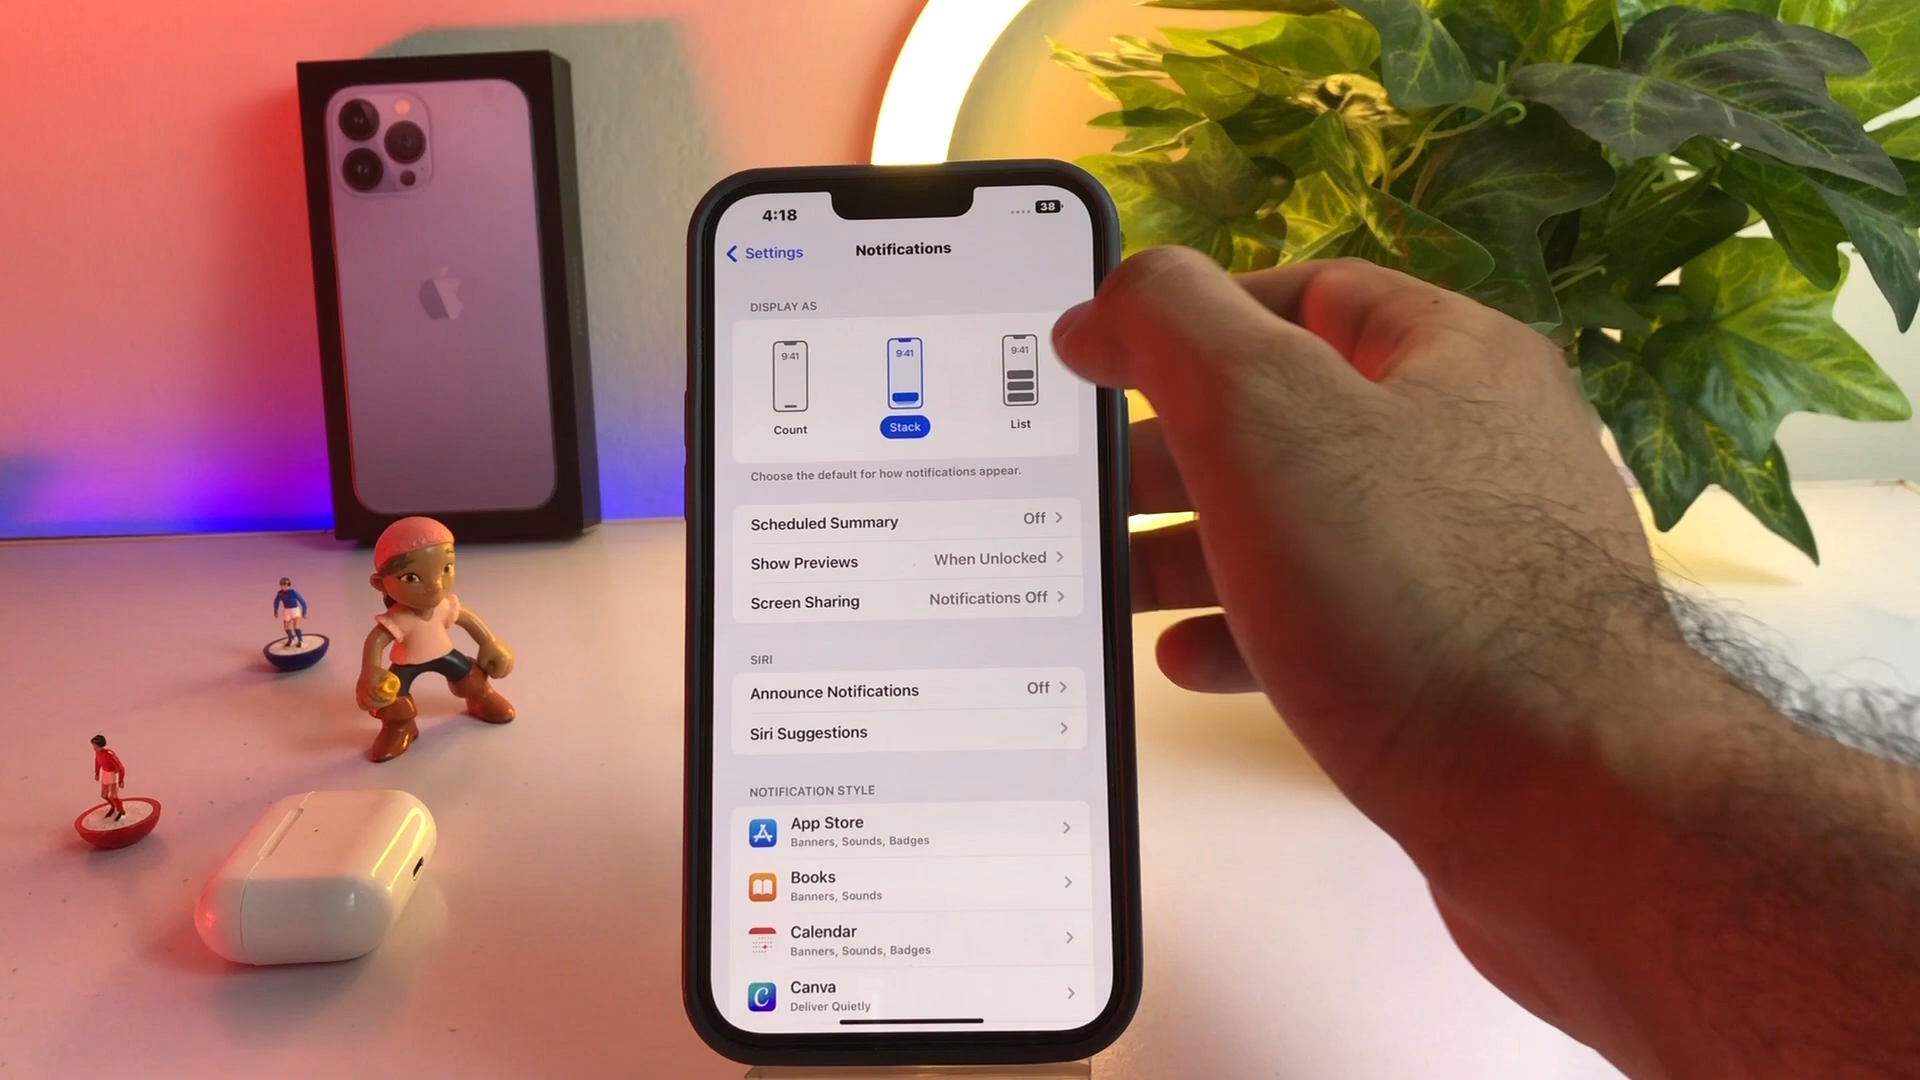 4:18
38
Settings
Notifications
DISPLAY AS
9:41
9:41
9:41
Count
Stack
List
Choose the default for how notifications appear.
Scheduled Summary Off
Show Previews When Unlocked
Screen Sharing Notifications Off
SIRI
Announce Notifications Off
Siri Suggestions
NOTIFICATION STYLE
App Store
Banners, Sounds, Badges
Books
Banners, Sounds
Calendar
Banners, Sounds, Badges
Canva
Deliver Quietly